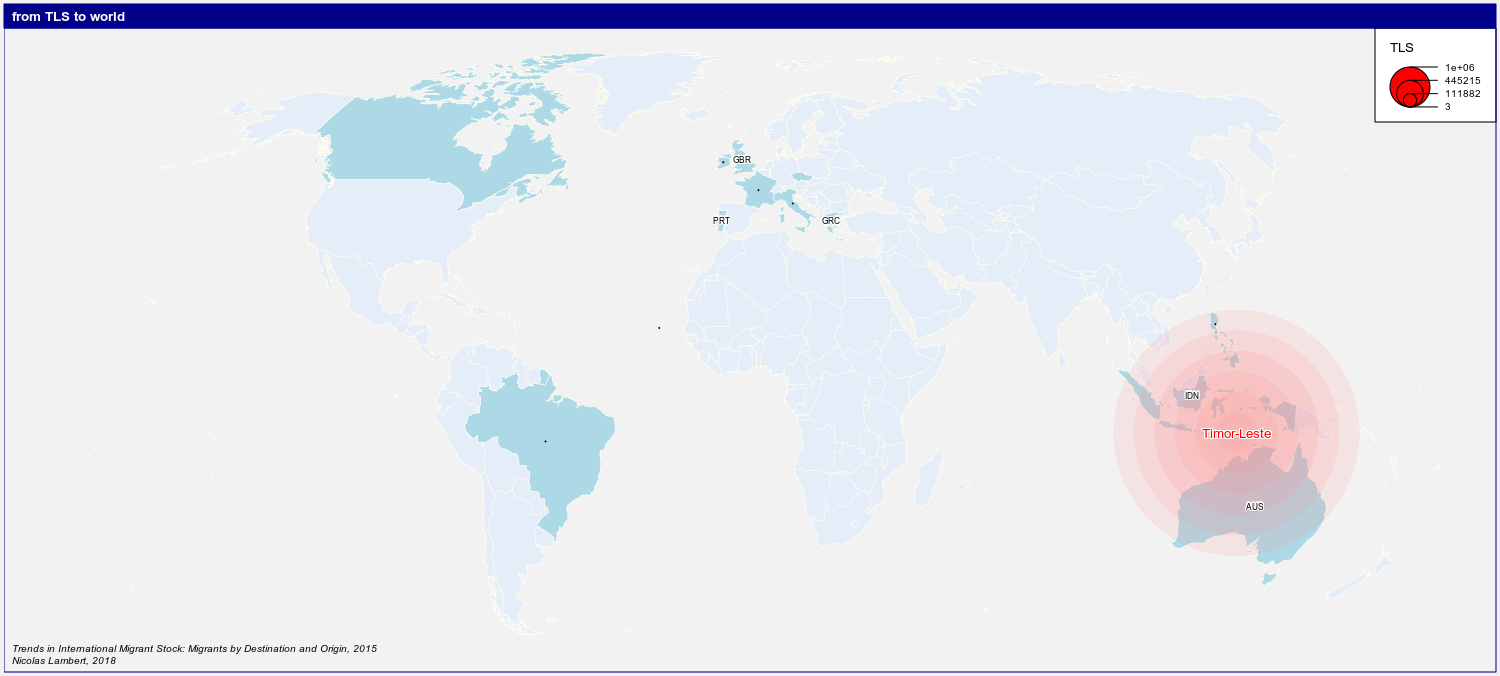 from TLS to world
TLS
1e+06
445215
111882
3
GBR
PRT
GRC
IDN
Timor-Leste
AUS
Trends in International Migrant Stock: Migrants by Destination and Origin, 2015
Nicolas Lambert, 2018